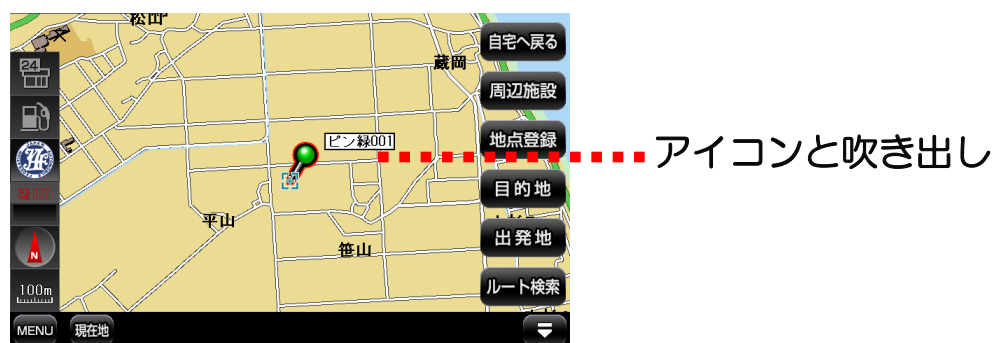 松山
自宅へ戻る
24
蔵岡
周辺施設
ピン緑001
地点登録
アイコンと吹き出し
JAF
目的地
平山
出発地
笹山
N
100m
ルート検索
MENU
現在地